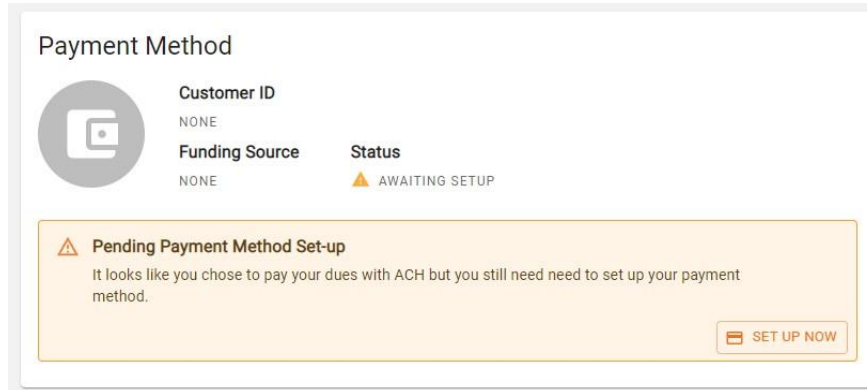 Payment Method
Customer ID
NONE
Funding Source
Status
NONE
AWAITING SETUP
Pending Payment Method Set-up
It looks like you chose to pay your dues with ACH but you still need need to set up your payment
method.
SET UP NOW